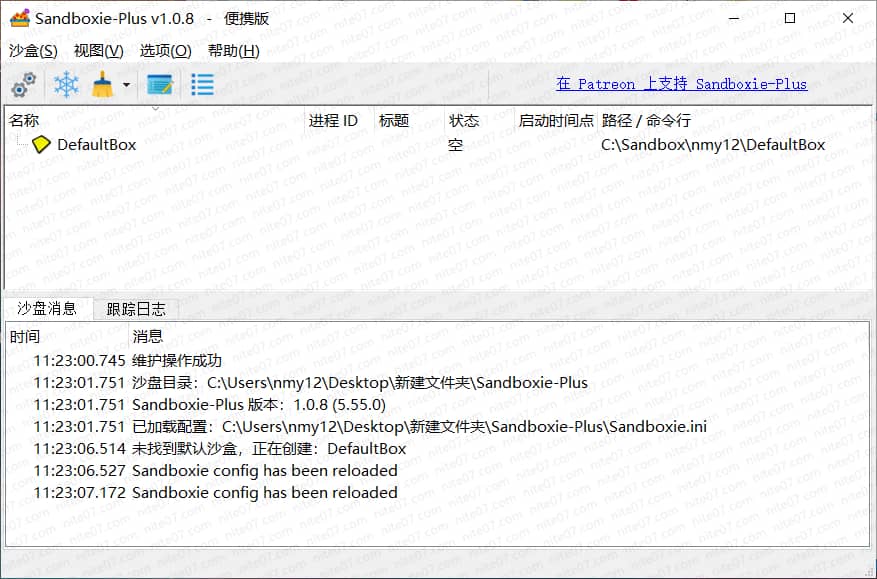 Sandboxie-Plus v1.0.8 - 便携版
沙盒(S) 视图(V) 选项(O) 帮助(H)
在 Patreon 上支持 Sandboxie-Plus
名称 进程 ID 标题 状态 启动时间点 路径 / 命令行
DefaultBox 空 C:\Sandbox\nmy12\DefaultBox
沙盘消息 跟踪日志
时间 消息
11:23:00.745 维护操作成功
11:23:01.751 沙盘目录：C:\Users\nmy12\Desktop\新建文件夹\Sandboxie-Plus
11:23:01.751 Sandboxie-Plus 版本：1.0.8 (5.55.0)
11:23:01.751 已加载配置：C:\Users\nmy12\Desktop\新建文件夹\Sandboxie-Plus\Sandboxie.ini
11:23:06.514 未找到默认沙盒，正在创建：DefaultBox
11:23:06.527 Sandboxie config has been reloaded
11:23:07.172 Sandboxie config has been reloaded
nite07.com